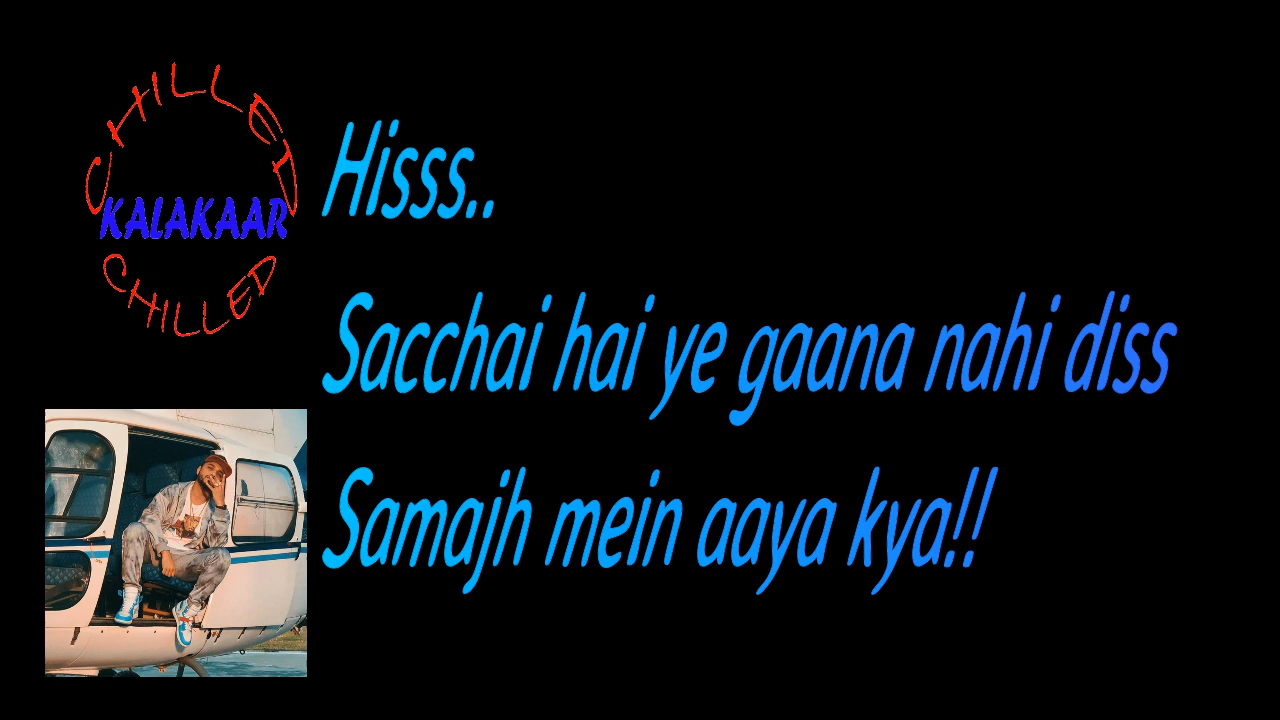 CHILLED
KALAKAAR
CHILLED
Hisss..
Sacchai hai ye gaana nahi diss
Samajh mein aaya kya!!